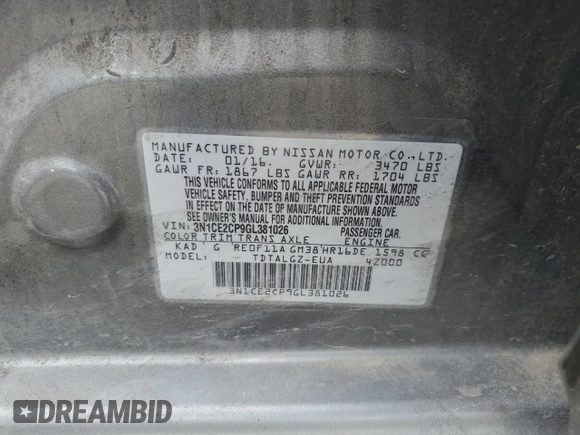 MANUFACTURED BY NISSAN MOTOR CO.,LTD.
DATE: 01/16. GVWR: 3470 LBS
GAWR FR: 1867 LBS GAWR RR: 1704 LBS
THIS VEHICLE CONFORMS TO ALL APPLICABLE FEDERAL MOTOR
VEHICLE SAFETY, BUMPER AND THEFT PREVENTION STANDARDS
IN EFFECT ON THE DATE OF MANUFACTURE SHOWN ABOVE.
SEE OWNER'S MANUAL FOR ADDITIONAL INFORMATION
VIN: 3N1CE2CP9GL381026 PASSENGER CAR.
COLOR TRIM TRANS AXLE ENGINE
KAD G RE0F11A GM38 HR16DE 1598 CC
MODEL: TDTALGZ-EUA 4Z000
3N1CE2CP9GL381026
DREAMBID